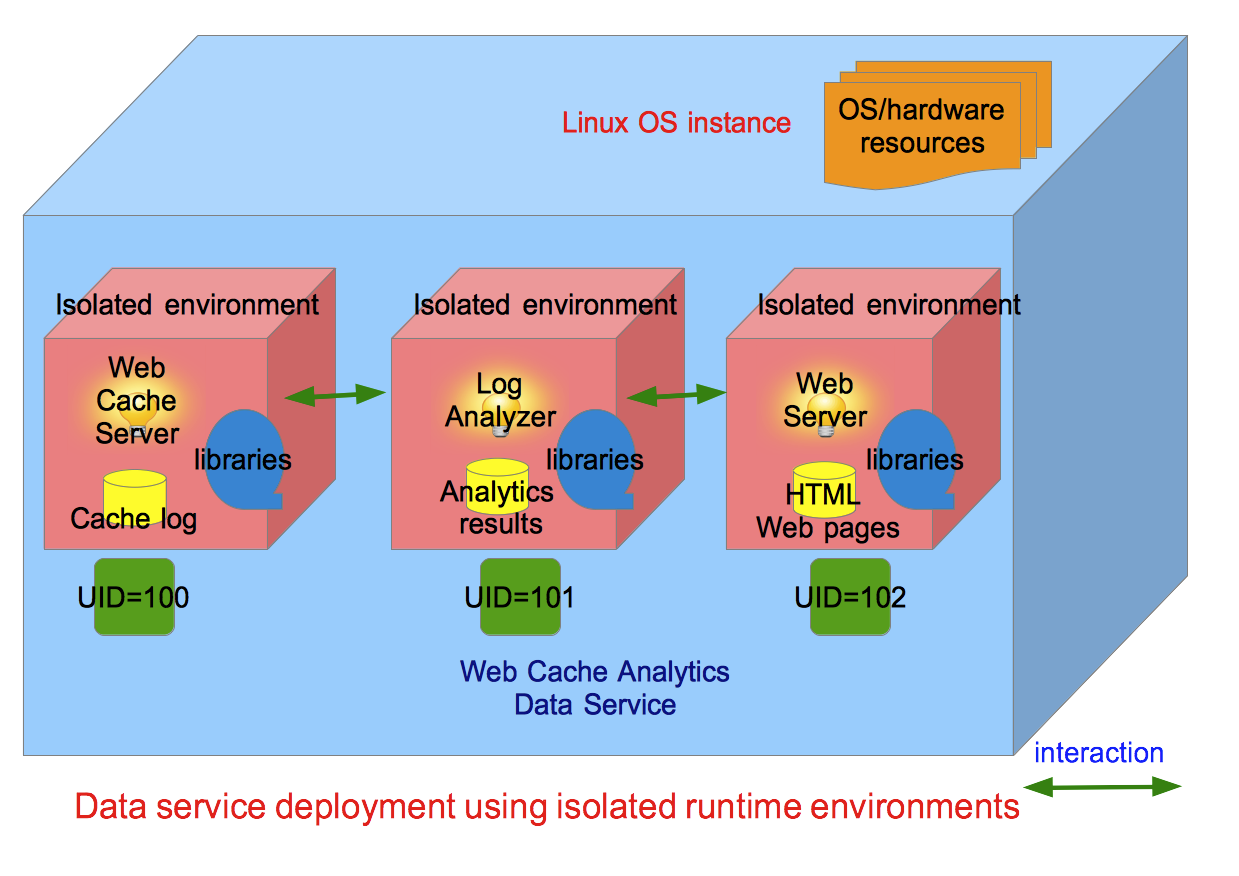 Linux OS instance
OS/hardware
resources
Isolated environment
Isolated environment
Isolated environment
Web
Cache
Server
libraries
Cache log
Log
Analyzer
libraries
Analytics
results
Web
Server
libraries
HTML
Web pages
UID=100
UID=101
UID=102
Web Cache Analytics
Data Service
interaction
Data service deployment using isolated runtime environments